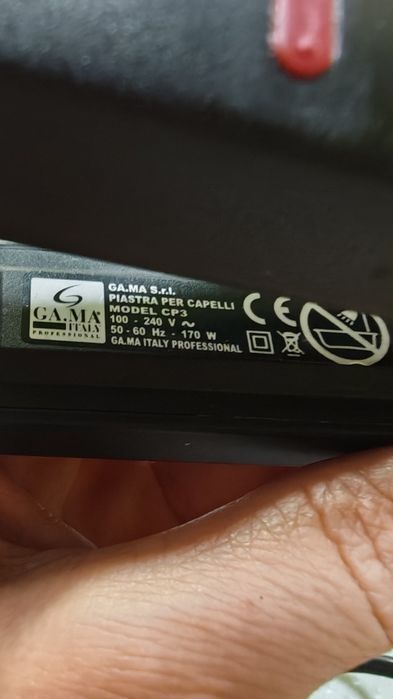 GA.MA
ITALY
PROFESSIONAL
GA.MA S.r.l.
PIASTRA PER CAPELLI
MODEL CP3
100 - 240 V ~
50 - 60 Hz - 170 W
GA.MA ITALY PROFESSIONAL
CE